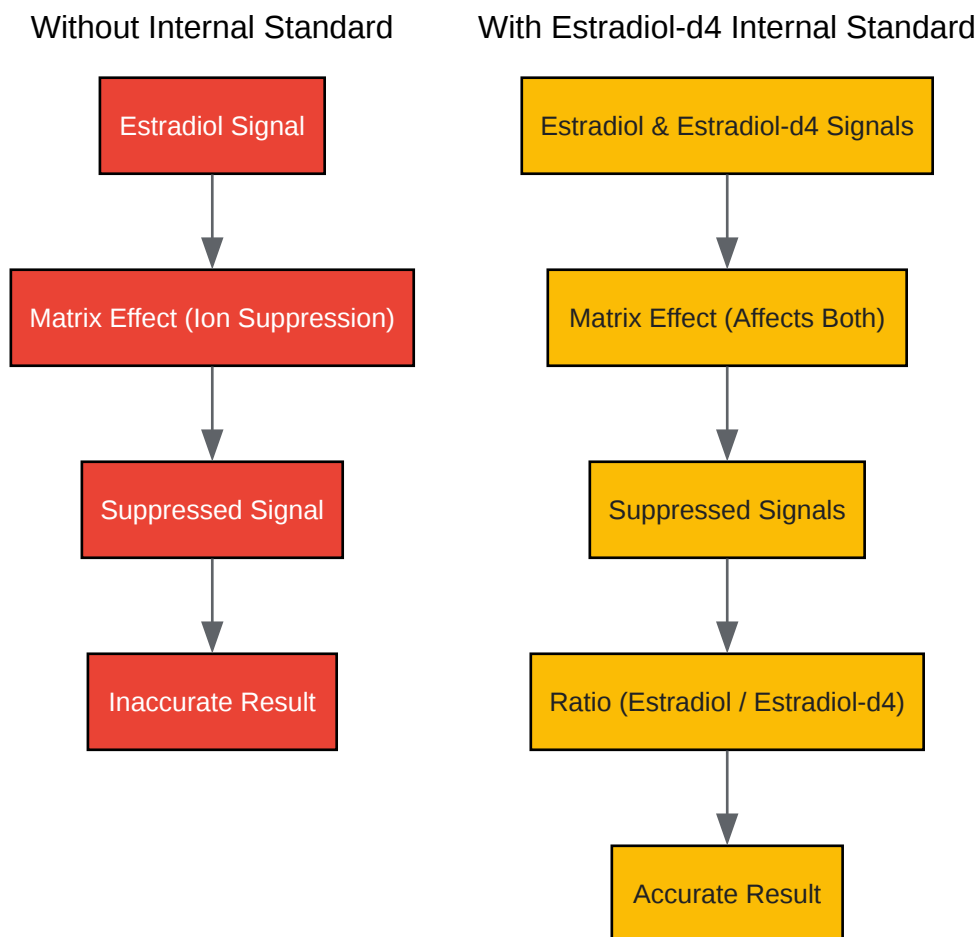 Without Internal Standard
Estradiol Signal
Matrix Effect (Ion Suppression)
Suppressed Signal
Inaccurate Result
With Estradiol-d4 Internal Standard
Estradiol & Estradiol-d4 Signals
Matrix Effect (Affects Both)
Suppressed Signals
Ratio (Estradiol / Estradiol-d4)
Accurate Result